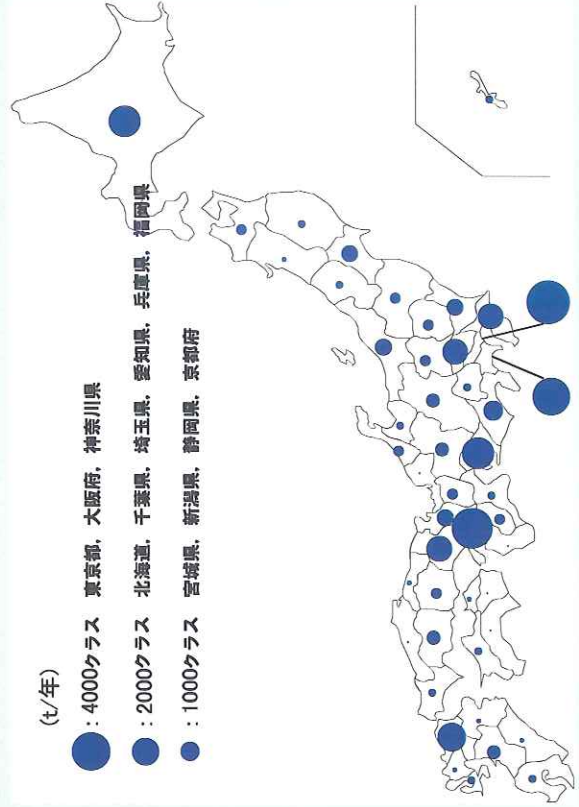 (t/年)
：4000クラス 東京都，大阪府，神奈川県
：2000クラス 北海道，千葉県，埼玉県，愛知県，兵庫県，福岡県
：1000クラス 宮城県，新潟県，静岡県，京都府